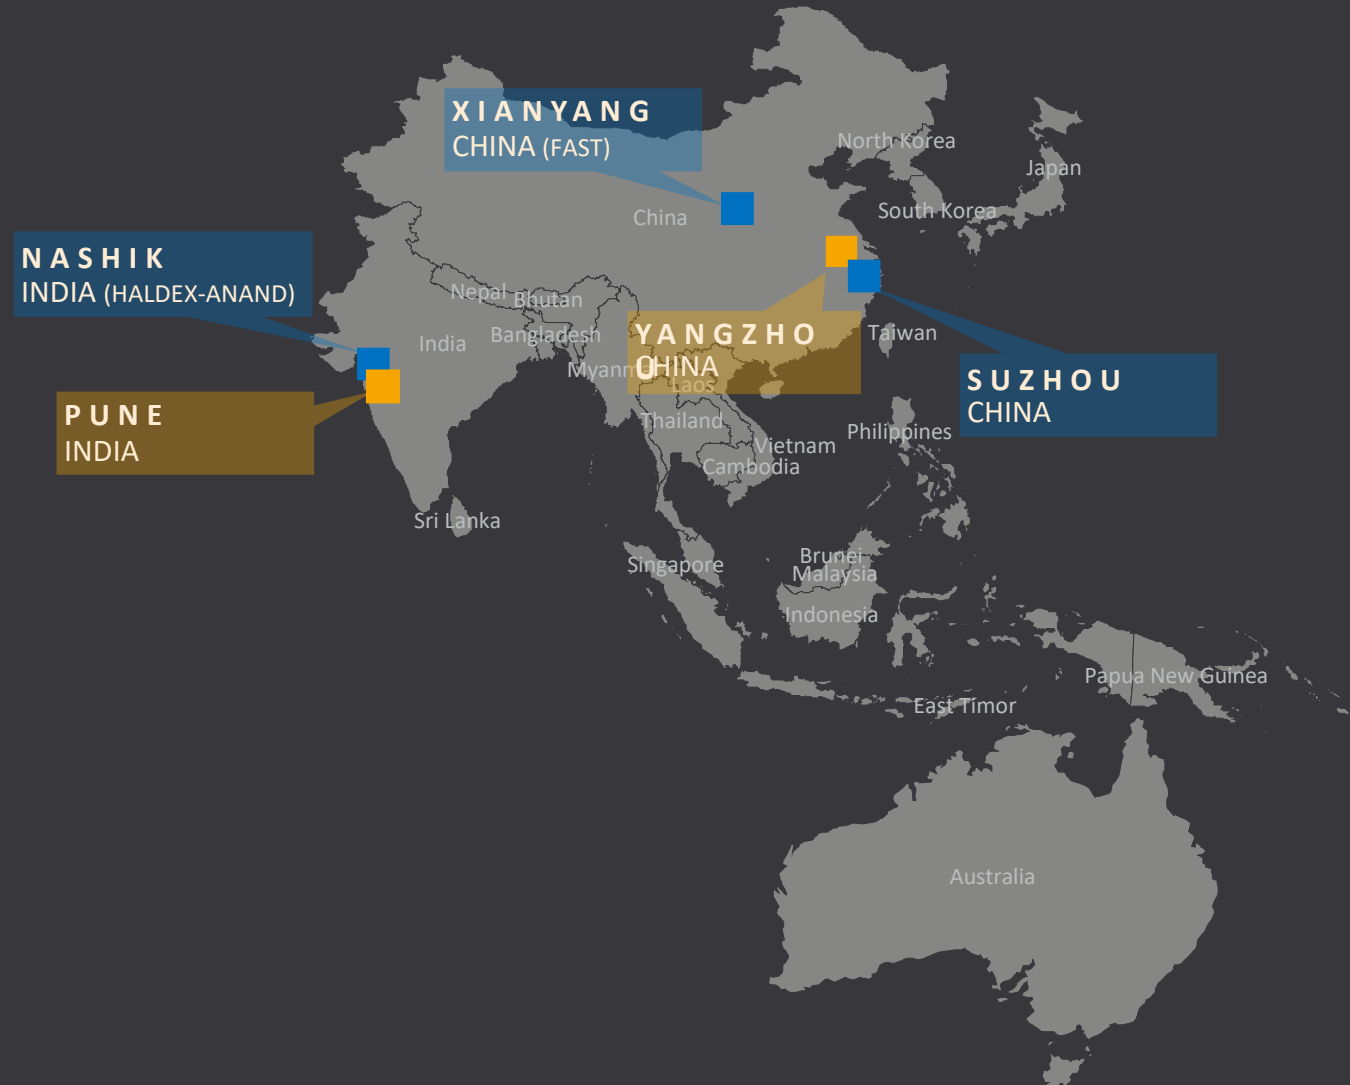 XIANYANG
CHINA (FAST)
North Korea
Japan
China
South Korea
NASHIK
INDIA (HALDEX-ANAND)
Nepal
Bhutan
India
Bangladesh
YANGZHO
U
CHINA
Taiwan
Myanmar
Laos
SUZHOU
CHINA
PUNE
INDIA
Thailand
Philippines
Vietnam
Cambodia
Sri Lanka
Singapore
Brunei
Malaysia
Indonesia
Papua New Guinea
East Timor
Australia